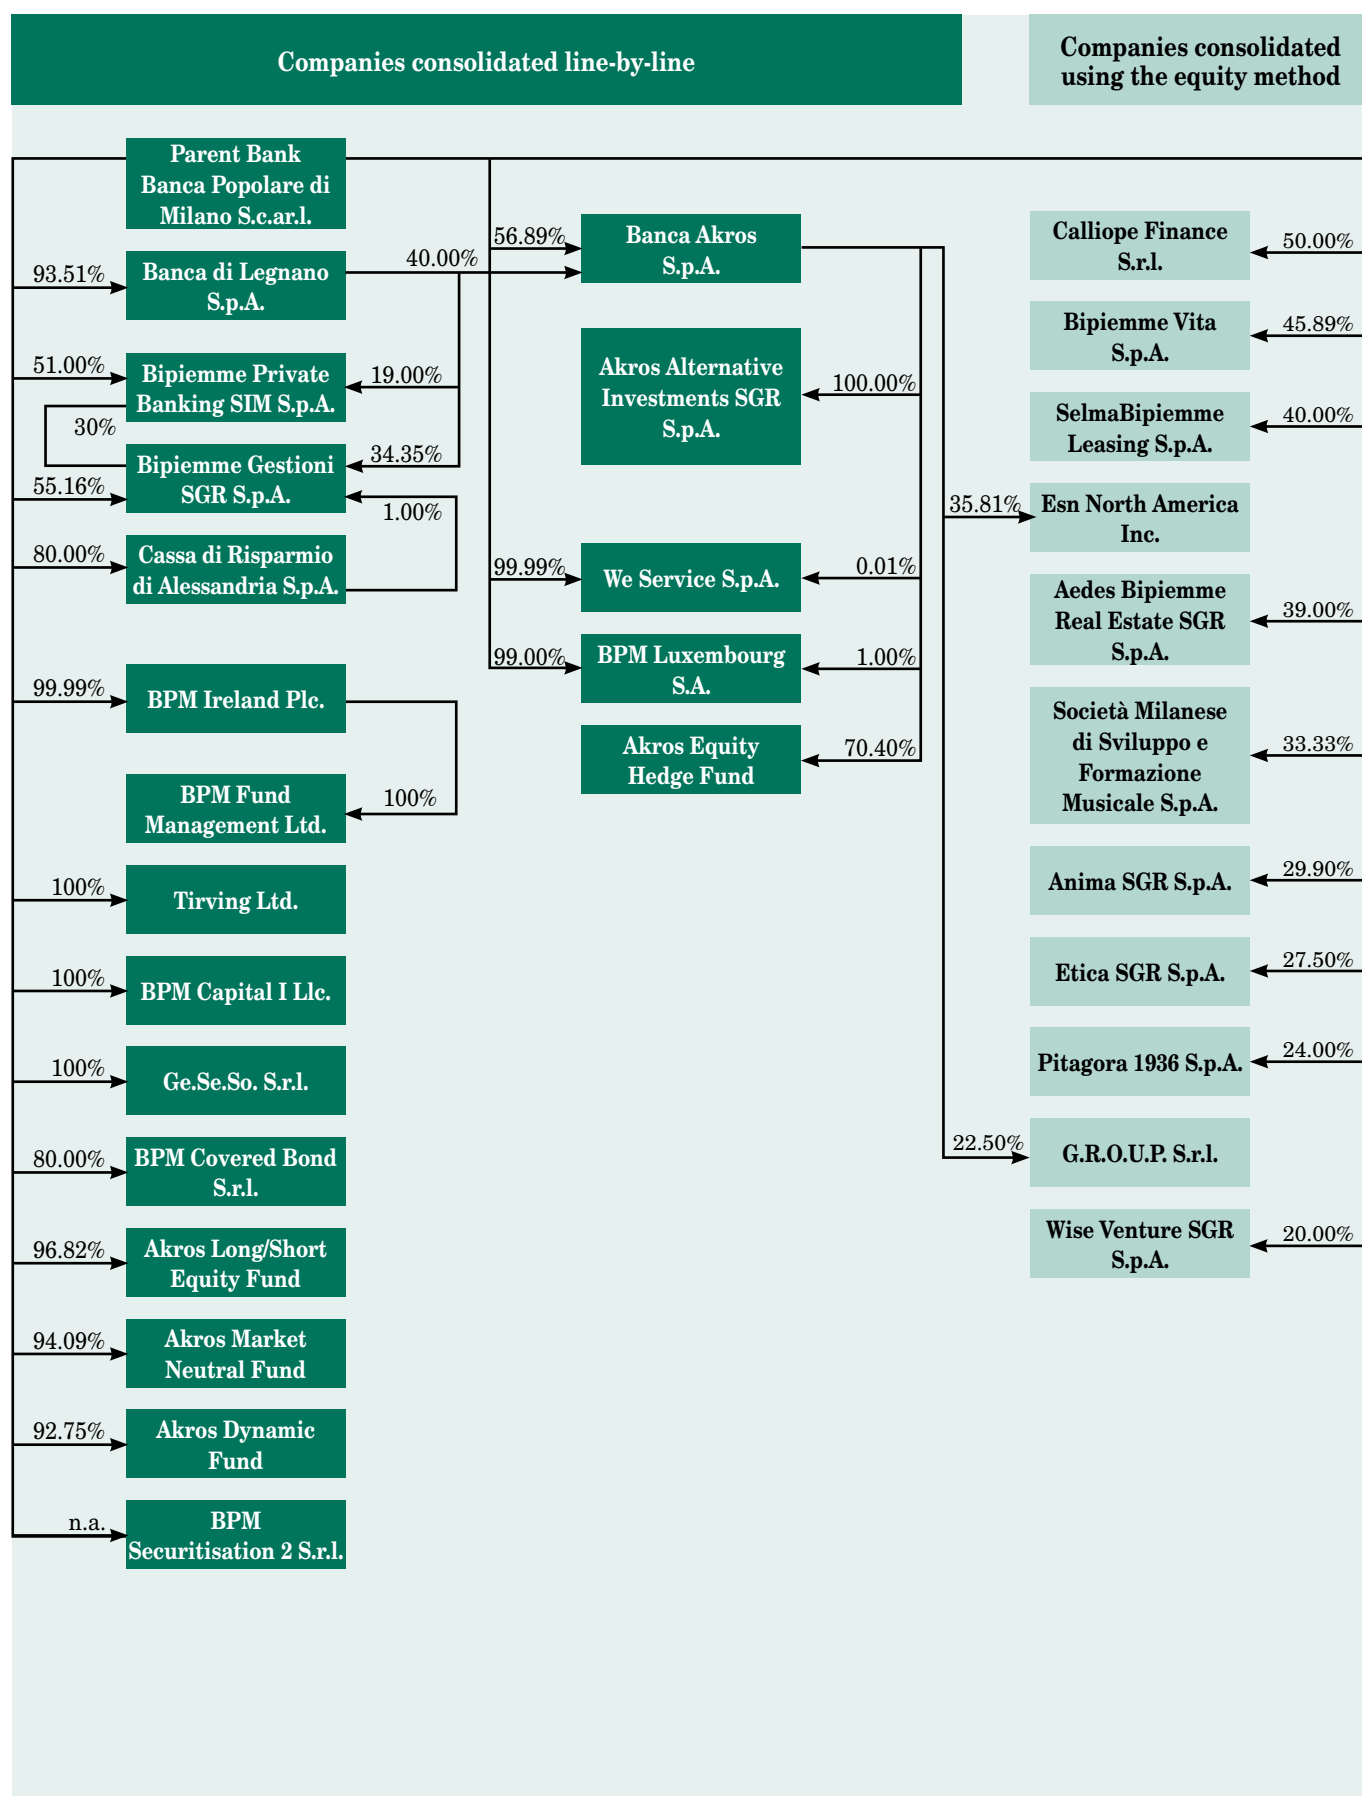 Companies consolidated line-by-line
Companies consolidated
using the equity method
Parent Bank
Banca Popolare di
Milano S.c.ar.l.
93.51%
Banca di Legnano
S.p.A.
40.00%
51.00%
Bipiemme Private
Banking SIM S.p.A.
19.00%
30%
Bipiemme Gestioni
SGR S.p.A.
34.35%
55.16%
1.00%
80.00%
Cassa di Risparmio
di Alessandria S.p.A.
99.99%
BPM Ireland Plc.
BPM Fund
Management Ltd.
100%
100%
Tirving Ltd.
100%
BPM Capital I Llc.
100%
Ge.Se.So. S.r.l.
80.00%
BPM Covered Bond
S.r.l.
96.82%
Akros Long/Short
Equity Fund
94.09%
Akros Market
Neutral Fund
92.75%
Akros Dynamic
Fund
n.a.
BPM
Securitisation 2 S.r.l.
56.89%
Banca Akros
S.p.A.
Akros Alternative
Investments SGR
S.p.A.
100.00%
99.99%
We Service S.p.A.
0.01%
99.00%
BPM Luxembourg
S.A.
1.00%
Akros Equity
Hedge Fund
70.40%
Calliope Finance
S.r.l.
50.00%
Bipiemme Vita
S.p.A.
45.89%
SelmaBipiemme
Leasing S.p.A.
40.00%
35.81%
Esn North America
Inc.
Aedes Bipiemme
Real Estate SGR
S.p.A.
39.00%
Società Milanese
di Sviluppo e
Formazione
Musicale S.p.A.
33.33%
Anima SGR S.p.A.
29.90%
Etica SGR S.p.A.
27.50%
Pitagora 1936 S.p.A.
24.00%
22.50%
G.R.O.U.P. S.r.l.
Wise Venture SGR
S.p.A.
20.00%